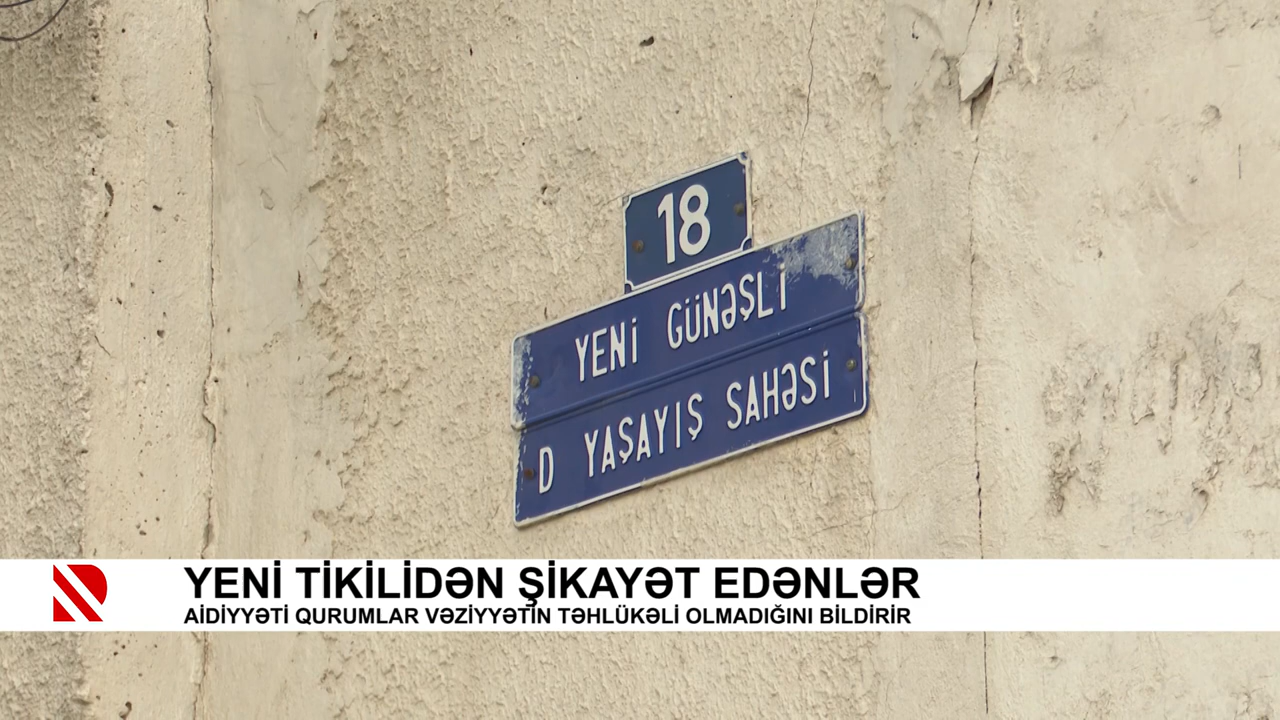 18
YENİ GÜNƏŞLİ
D YAŞAYIŞ SAHƏSİ
YENİ TİKİLİDƏN ŞİKAYƏT EDƏNLƏR
AİDİYYƏTİ QURUMLAR VƏZİYYƏTİN TƏHLÜKƏLİ OLMADIĞINI BİLDİRİR